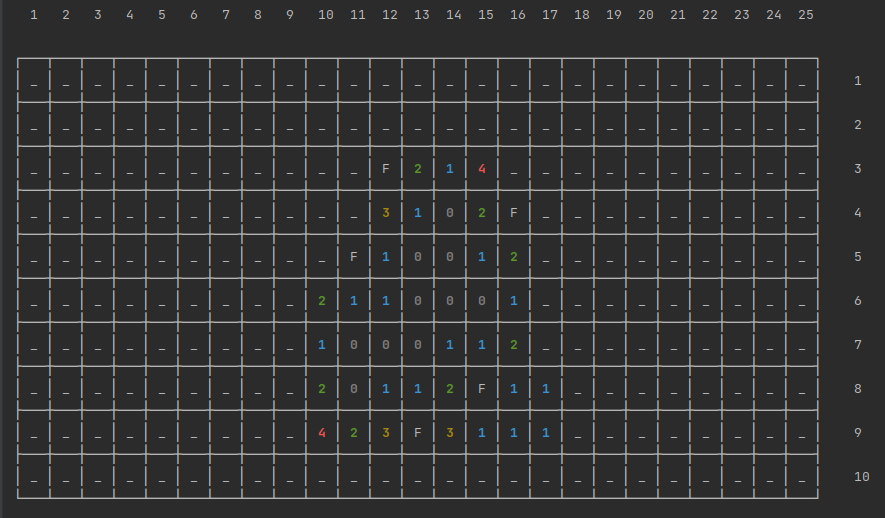 1 2 3 4 5 6 7 8 9 10 11 12 13 14 15 16 17 18 19 20 21 22 23 24 25
_ _ _ _ _ _ _ _ _ _ _ _ _ _ _ _ _ _ _ _ _ _ _ _ _ 1
_ _ _ _ _ _ _ _ _ _ _ _ _ _ _ _ _ _ _ _ _ _ _ _ _ 2
_ _ _ _ _ _ _ _ _ _ _ F 2 1 4 _ _ _ _ _ _ _ _ _ _ 3
_ _ _ _ _ _ _ _ _ _ _ 3 1 0 2 F _ _ _ _ _ _ _ _ _ 4
_ _ _ _ _ _ _ _ _ _ F 1 0 0 1 2 _ _ _ _ _ _ _ _ _ 5
_ _ _ _ _ _ _ _ _ 2 1 1 0 0 0 1 _ _ _ _ _ _ _ _ _ 6
_ _ _ _ _ _ _ _ _ 1 0 0 0 1 1 2 _ _ _ _ _ _ _ _ _ 7
_ _ _ _ _ _ _ _ _ 2 0 1 1 2 F 1 1 _ _ _ _ _ _ _ _ 8
_ _ _ _ _ _ _ _ _ 4 2 3 F 3 1 1 1 _ _ _ _ _ _ _ _ 9
_ _ _ _ _ _ _ _ _ _ _ _ _ _ _ _ _ _ _ _ _ _ _ _ _ 10